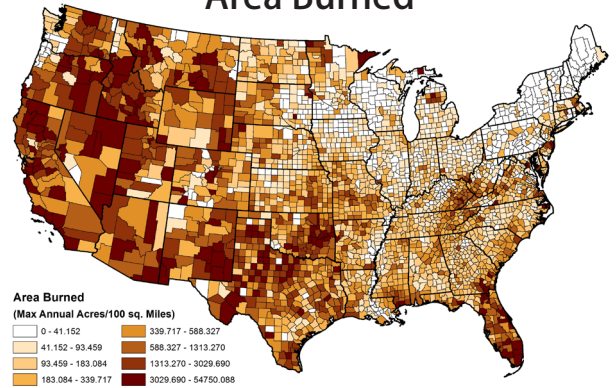 Area Burned
Area Burned
(Max Annual Acres/100 sq. Miles)
0 - 41.152
339.717 - 588.327
41.152 - 93.459
588.327 - 1313.270
93.459 - 183.084
1313.270 - 3029.690
183.084 - 339.717
3029.690 - 54750.088